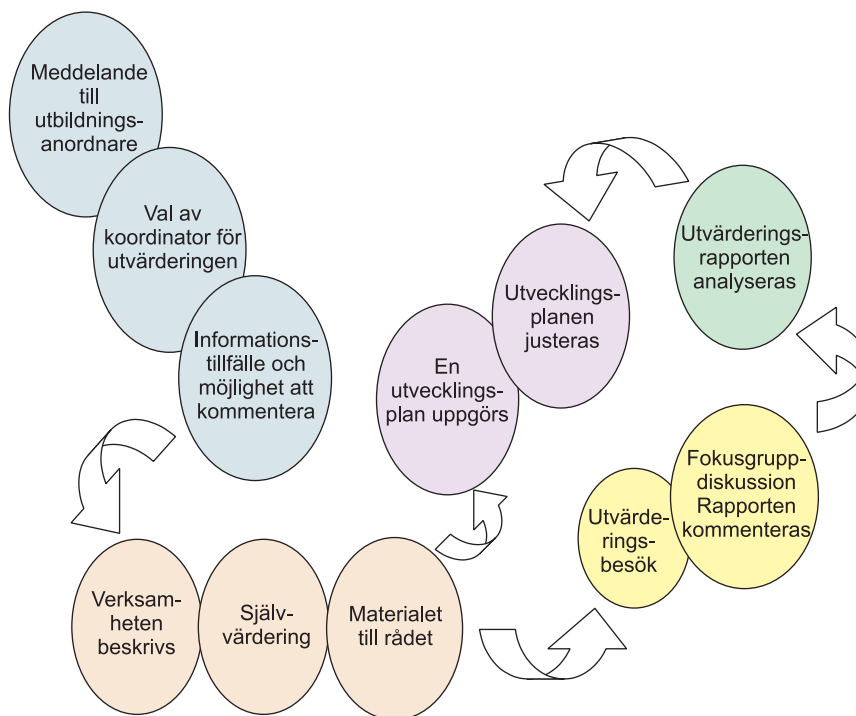 Meddelande
till
utbildnings-
anordnare
Val av
koordinator för
utvärderingen
Informations-
tillfälle och
möjlighet att
kommentera
Verksam-
heten
beskrivs
Själv-
värdering
Materialet
till rådet
En
utvecklings-
plan uppgörs
Utvecklings-
planen
justeras
Utvärde-
rings-
besök
Fokusgrupp-
diskussion
Rapporten
kommenteras
Utvärderings-
rapporten
analyseras